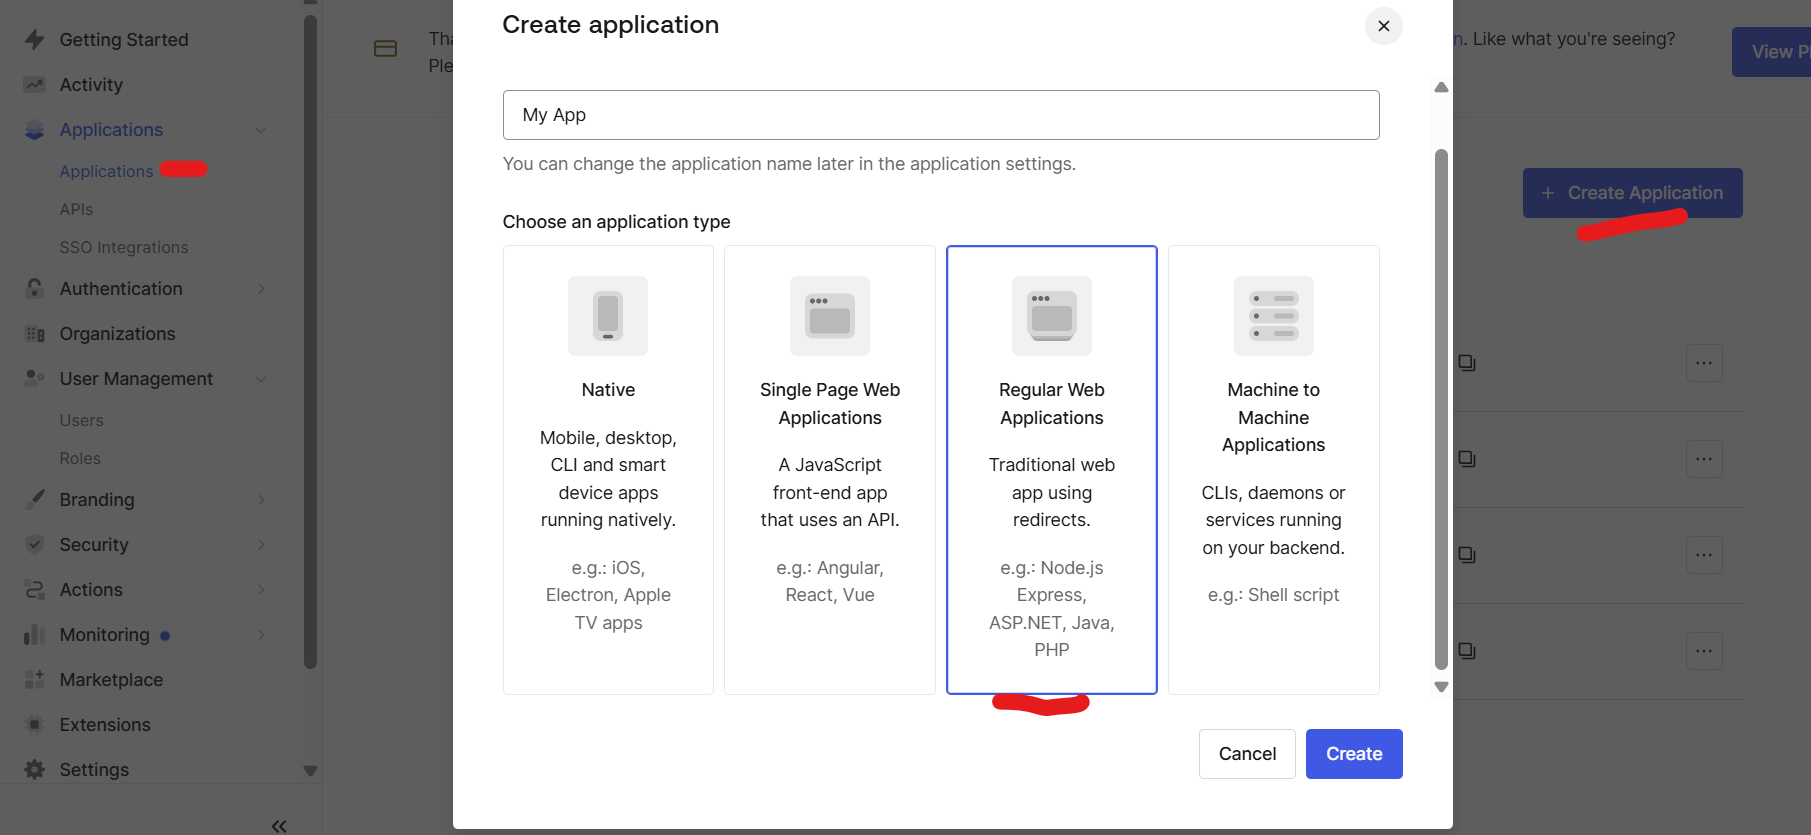 Getting Started
Activity
Applications
Applications
APIs
SSO Integrations
Authentication
Organizations
User Management
Users
Roles
Branding
Security
Actions
Monitoring
Marketplace
Extensions
Settings
. Like what you're seeing?
View
Create Application
Create application
My App
You can change the application name later in the application settings.
Choose an application type
Native
Mobile, desktop,
CLI and smart
device apps
running natively.
e.g.: iOS,
Electron, Apple
TV apps
Single Page Web
Applications
A JavaScript
front-end app
that uses an API.
e.g.: Angular,
React, Vue
Regular Web
Applications
Traditional web
app using
redirects.
e.g.: Node.js
Express,
ASP.NET, Java,
PHP
Machine to
Machine
Applications
CLIs, daemons or
services running
on your backend.
e.g.: Shell script
Cancel
Create